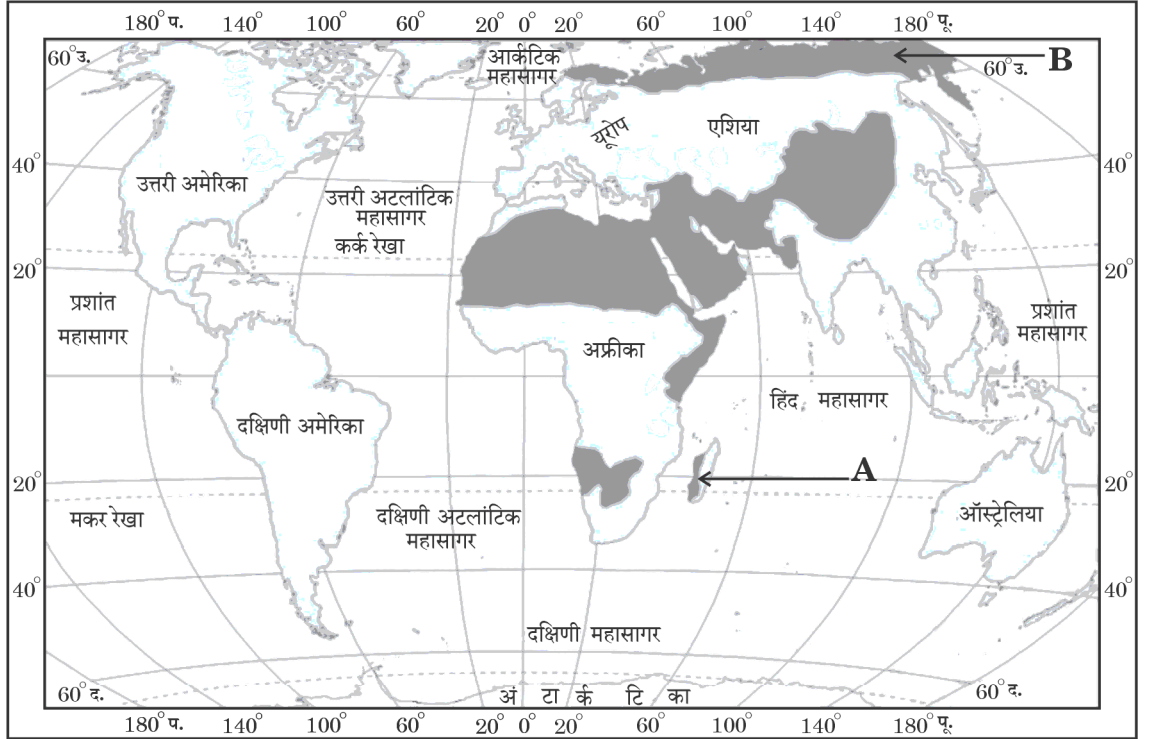 180° प. 140° 100° 60° 20° 0° 20° 60° 100° 140° 180° पू.
60° उ.
आर्कटिक
महासागर
60° उ.
B
यूरोप
एशिया
40°
40°
उत्तरी अमेरिका
उत्तरी अटलांटिक
महासागर
कर्क रेखा
20°
20°
प्रशांत
महासागर
प्रशांत
महासागर
अफ्रीका
हिंद महासागर
दक्षिणी अमेरिका
A
20°
20°
मकर रेखा
दक्षिणी अटलांटिक
महासागर
ऑस्ट्रेलिया
40°
40°
दक्षिणी महासागर
60° द.
अंटार्कटिका
60° द.
180° प. 140° 100° 60° 20° 0° 20° 60° 100° 140° 180° पू.